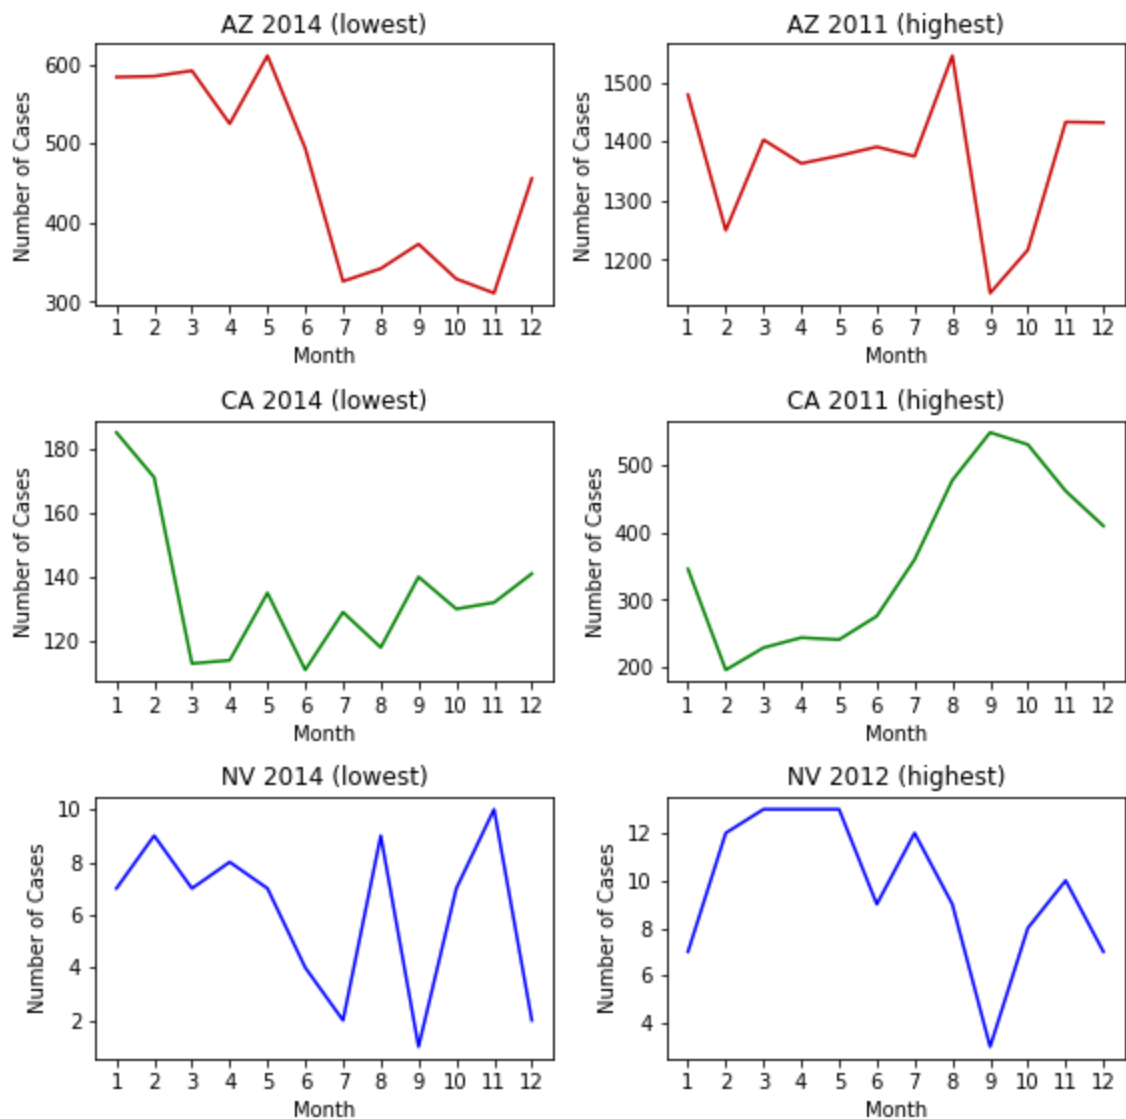 AZ 2014 (lowest)
Number of Cases
600
500
400
300
1 2 3 4 5 6 7 8 9 10 11 12
Month
AZ 2011 (highest)
Number of Cases
1500
1400
1300
1200
1 2 3 4 5 6 7 8 9 10 11 12
Month
CA 2014 (lowest)
Number of Cases
180
160
140
120
1 2 3 4 5 6 7 8 9 10 11 12
Month
CA 2011 (highest)
Number of Cases
500
400
300
200
1 2 3 4 5 6 7 8 9 10 11 12
Month
NV 2014 (lowest)
Number of Cases
10
8
6
4
2
1 2 3 4 5 6 7 8 9 10 11 12
Month
NV 2012 (highest)
Number of Cases
12
10
8
6
4
1 2 3 4 5 6 7 8 9 10 11 12
Month